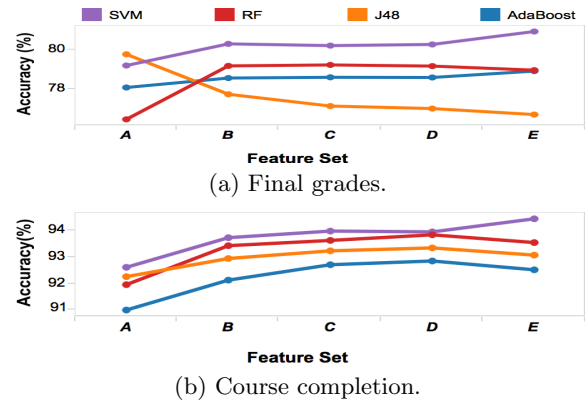 SVM RF J48 AdaBoost
Accuracy (%)
80
78
A B C D E
Feature Set
(a) Final grades.
Accuracy(%)
94
93
92
91
A B C D E
Feature Set
(b) Course completion.